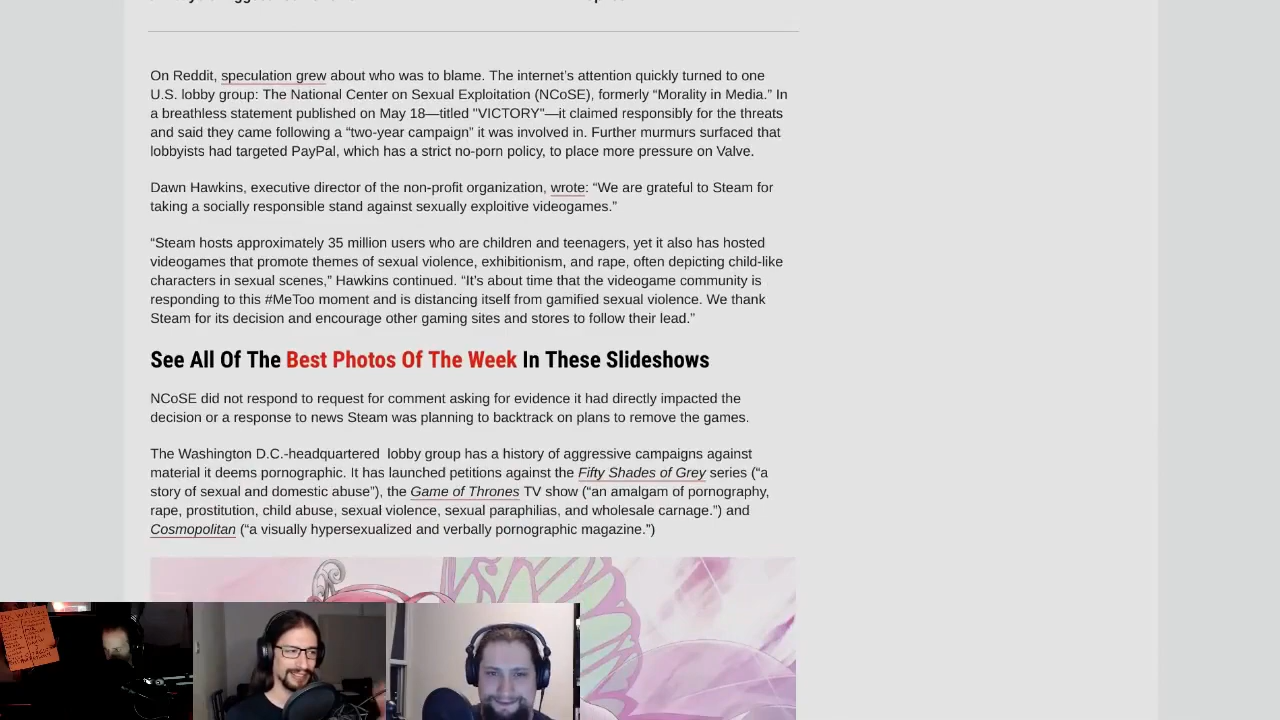 On Reddit, speculation grew about who was to blame. The internet's attention quickly turned to one
U.S. lobby group: The National Center on Sexual Exploitation (NCoSE), formerly “Morality in Media.” In
a breathless statement published on May 18—titled "VICTORY"—it claimed responsibly for the threats
and said they came following a “two-year campaign” it was involved in. Further murmurs surfaced that
lobbyists had targeted PayPal, which has a strict no-porn policy, to place more pressure on Valve.
Dawn Hawkins, executive director of the non-profit organization, wrote: “We are grateful to Steam for
taking a socially responsible stand against sexually exploitive videogames.”
“Steam hosts approximately 35 million users who are children and teenagers, yet it also has hosted
videogames that promote themes of sexual violence, exhibitionism, and rape, often depicting child-like
characters in sexual scenes,” Hawkins continued. “It's about time that the videogame community is
responding to this #MeToo moment and is distancing itself from gamified sexual violence. We thank
Steam for its decision and encourage other gaming sites and stores to follow their lead.”
See All Of The Best Photos Of The Week In These Slideshows
NCoSE did not respond to request for comment asking for evidence it had directly impacted the
decision or a response to news Steam was planning to backtrack on plans to remove the games.
The Washington D.C.-headquartered lobby group has a history of aggressive campaigns against
material it deems pornographic. It has launched petitions against the Fifty Shades of Grey series (“a
story of sexual and domestic abuse”), the Game of Thrones TV show (“an amalgam of pornography,
rape, prostitution, child abuse, sexual violence, sexual paraphilias, and wholesale carnage.”) and
Cosmopolitan (“a visually hypersexualized and verbally pornographic magazine.”)